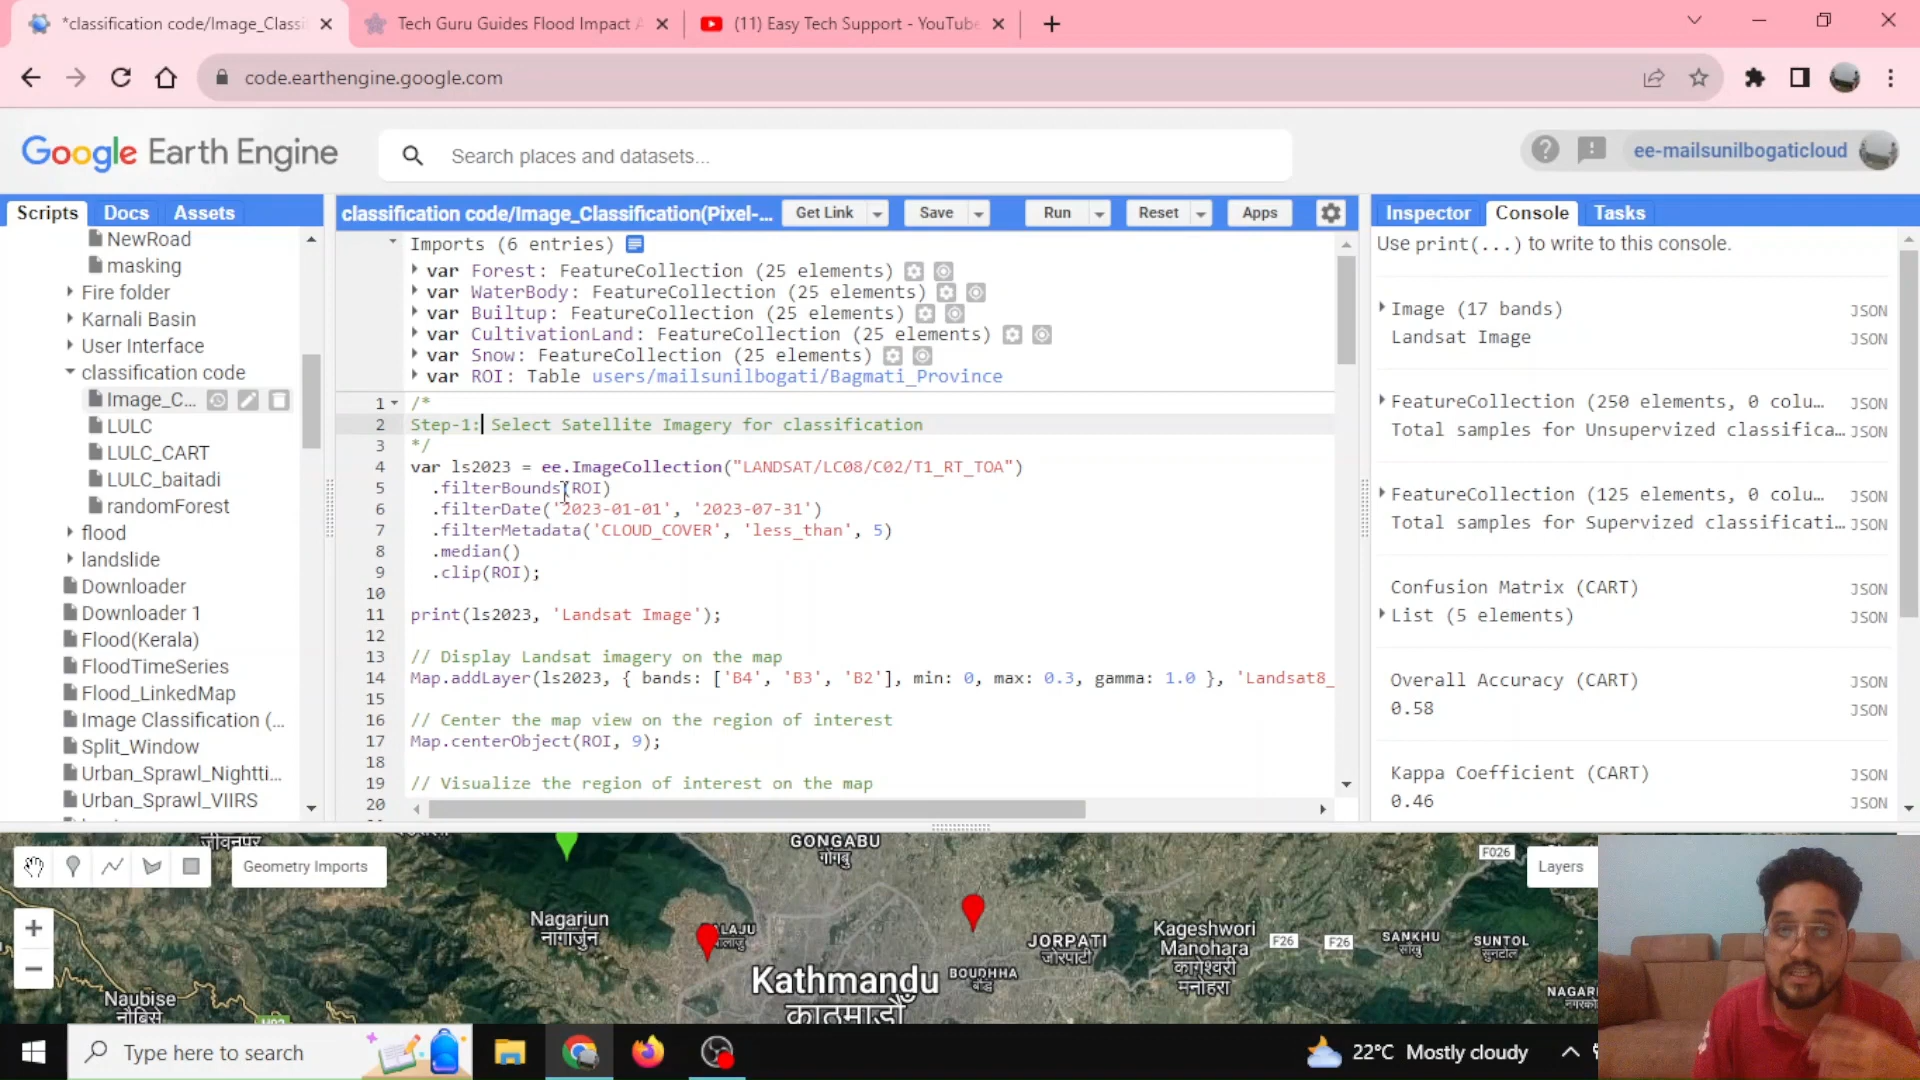 *classification code/Image_Classi
Tech Guru Guides Flood Impact A
(11) Easy Tech Support - YouTube
code.earthengine.google.com
Google Earth Engine
Search places and datasets...
ee-mailsunilbogaticloud
Scripts
Docs
Assets
NewRoad
masking
Fire folder
Karnali Basin
User Interface
classification code
Image_C...
LULC
LULC_CART
LULC_baitadi
randomForest
flood
landslide
Downloader
Downloader 1
Flood(Kerala)
FloodTimeSeries
Flood_LinkedMap
Image Classification (...
Split_Window
Urban_Sprawl_Nightti...
Urban_Sprawl_VIIRS
classification code/Image_Classification(Pixel-...
Get Link
Save
Run
Reset
Apps
Imports (6 entries)
var Forest: FeatureCollection (25 elements)
var WaterBody: FeatureCollection (25 elements)
var Builtup: FeatureCollection (25 elements)
var CultivationLand: FeatureCollection (25 elements)
var Snow: FeatureCollection (25 elements)
var ROI: Table users/mailsunilbogati/Bagmati_Province
1 /*
2 Step-1: Select Satellite Imagery for classification
3 */
4 var ls2023 = ee.ImageCollection("LANDSAT/LC08/C02/T1_RT_TOA")
5 .filterBounds(ROI)
6 .filterDate('2023-01-01', '2023-07-31')
7 .filterMetadata('CLOUD_COVER', 'less_than', 5)
8 .median()
9 .clip(ROI);
10
11 print(ls2023, 'Landsat Image');
12
13 // Display Landsat imagery on the map
14 Map.addLayer(ls2023, { bands: ['B4', 'B3', 'B2'], min: 0, max: 0.3, gamma: 1.0 }, 'Landsat8_
15
16 // Center the map view on the region of interest
17 Map.centerObject(ROI, 9);
18
19 // Visualize the region of interest on the map
20
Inspector
Console
Tasks
Use print(...) to write to this console.
Image (17 bands) JSON
Landsat Image JSON
FeatureCollection (250 elements, 0 colu... JSON
Total samples for Unsupervized classifica... JSON
FeatureCollection (125 elements, 0 colu... JSON
Total samples for Supervized classificati... JSON
Confusion Matrix (CART) JSON
List (5 elements) JSON
Overall Accuracy (CART) JSON
0.58 JSON
Kappa Coefficient (CART) JSON
0.46 JSON
Geometry Imports
Layers
जीवनपुर
GONGABU
गोंगबु
F026
Nagariun
नागार्जुन
JORPATI
जोरपाटी
Kageshwori
Manohara
कागेश्वरी
मनोहरा
F26
F26
SANKHU
साँखु
SUNTOL
सुनटोल
Kathmandu
काठमाडौँ
BOUDHHA
बौद्ध
Naubise
नौबिसे
Type here to search
22°C Mostly cloudy